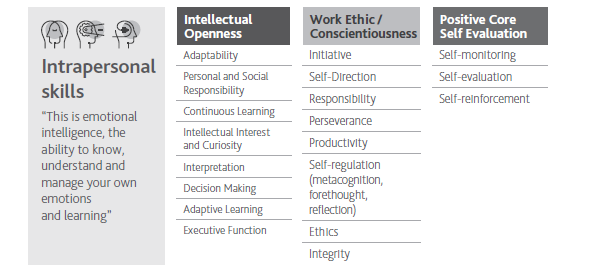 Intrapersonal
skills
“This is emotional
intelligence, the
ability to know,
understand and
manage your own
emotions
and learning”
Intellectual
Openness
Adaptability
Personal and Social
Responsibility
Continuous Learning
Intellectual Interest
and Curiosity
Interpretation
Decision Making
Adaptive Learning
Executive Function
Work Ethic /
Conscientiousness
Initiative
Self-Direction
Responsibility
Perseverance
Productivity
Self-regulation
(metacognition,
forethought,
reflection)
Ethics
Integrity
Positive Core
Self Evaluation
Self-monitoring
Self-evaluation
Self-reinforcement